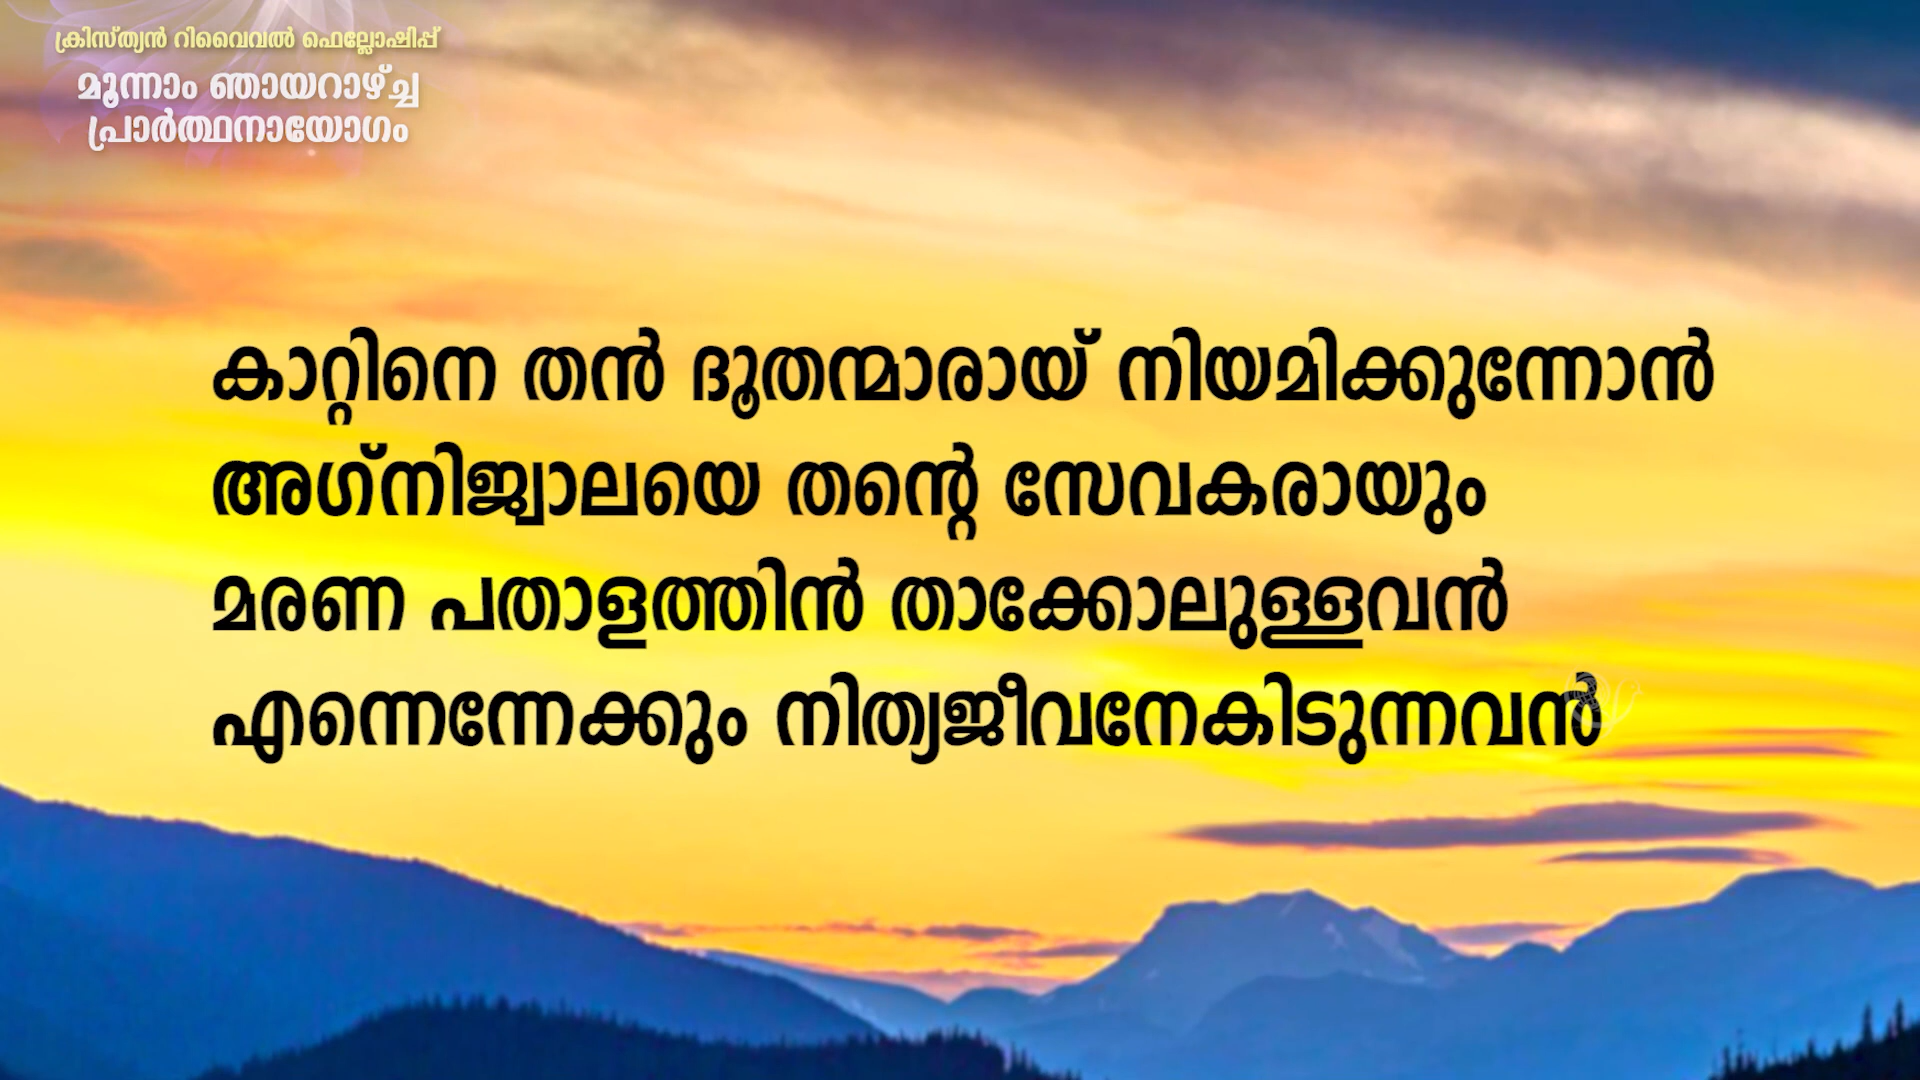 ക്രിസ്ത്യൻ റിവൈവൽ ഫെല്ലോഷിപ്പ്
മൂന്നാം ഞായറാഴ്ച്ച
പ്രാർത്ഥനായോഗം
കാറ്റിനെ തൻ ദൂതന്മാരായ് നിയമിക്കുന്നോൻ
അഗ്‌നിജ്വാലയെ തന്റെ സേവകരായും
മരണ പതാളത്തിൻ താക്കോലുള്ളവൻ
എന്നെന്നേക്കും നിത്യജീവനേകിടുന്നവൻ